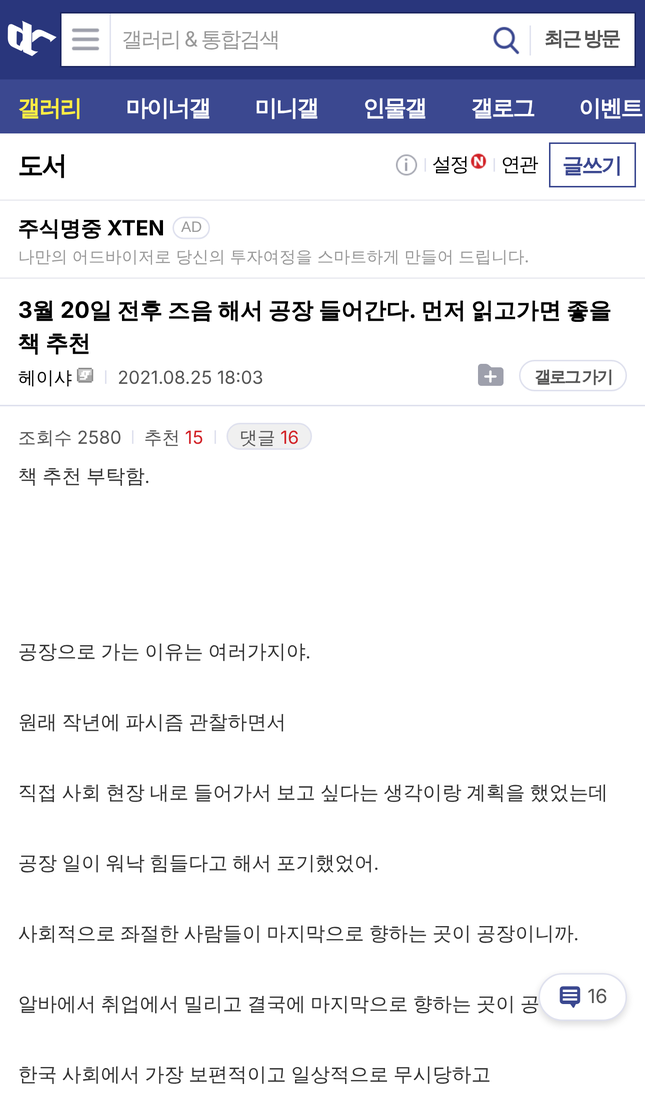 갤러리 & 통합검색
최근 방문
갤러리 마이너갤 미니갤 인물갤 갤로그 이벤트
도서
설정 N 연관 글쓰기
주식명중 XTEN AD
나만의 어드바이저로 당신의 투자여정을 스마트하게 만들어 드립니다.
3월 20일 전후 즈음 해서 공장 들어간다. 먼저 읽고가면 좋을
책 추천
헤이샤 2021.08.25 18:03
갤로그 가기
조회수 2580 추천 15 댓글 16
책 추천 부탁함.
공장으로 가는 이유는 여러가지야.
원래 작년에 파시즘 관찰하면서
직접 사회 현장 내로 들어가서 보고 싶다는 생각이랑 계획을 했었는데
공장 일이 워낙 힘들다고 해서 포기했었어.
사회적으로 좌절한 사람들이 마지막으로 향하는 곳이 공장이니까.
알바에서 취업에서 밀리고 결국에 마지막으로 향하는 곳이 공
16
한국 사회에서 가장 보편적이고 일상적으로 무시당하고